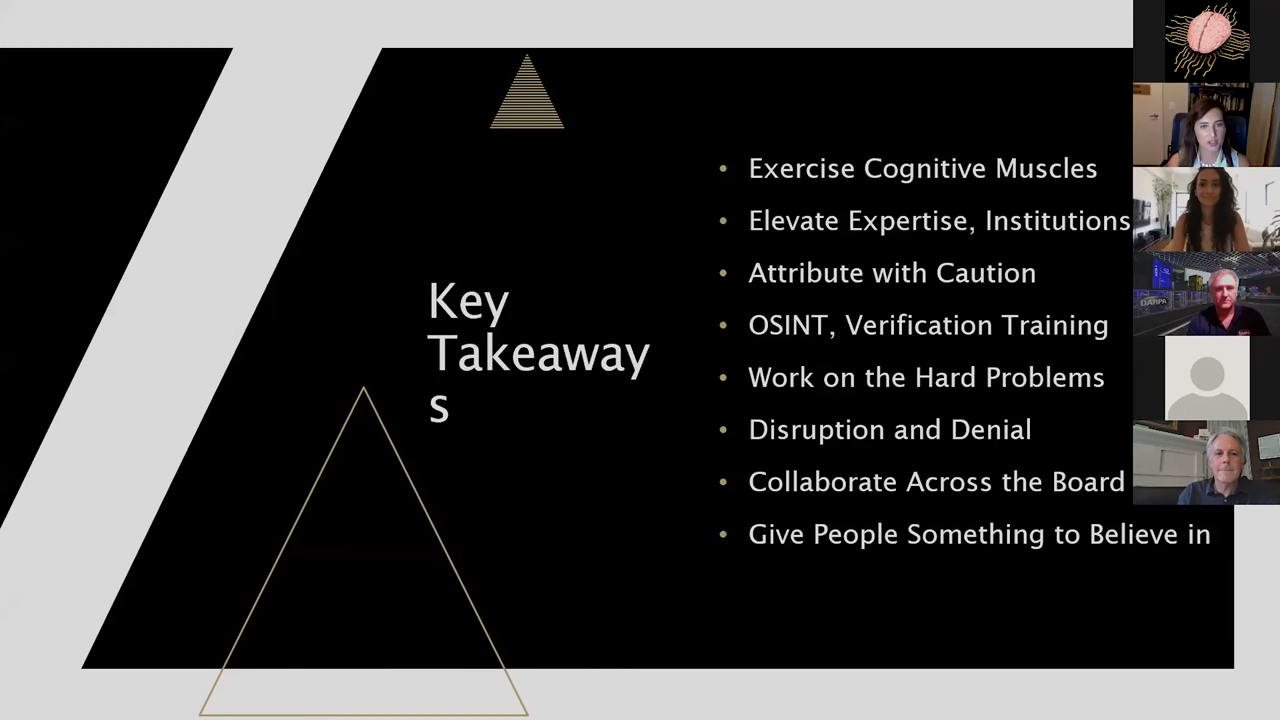 Key
Takeaway
s
• Exercise Cognitive Muscles
• Elevate Expertise, Institutions
• Attribute with Caution
• OSINT, Verification Training
• Work on the Hard Problems
• Disruption and Denial
• Collaborate Across the Board
• Give People Something to Believe in
DARPA